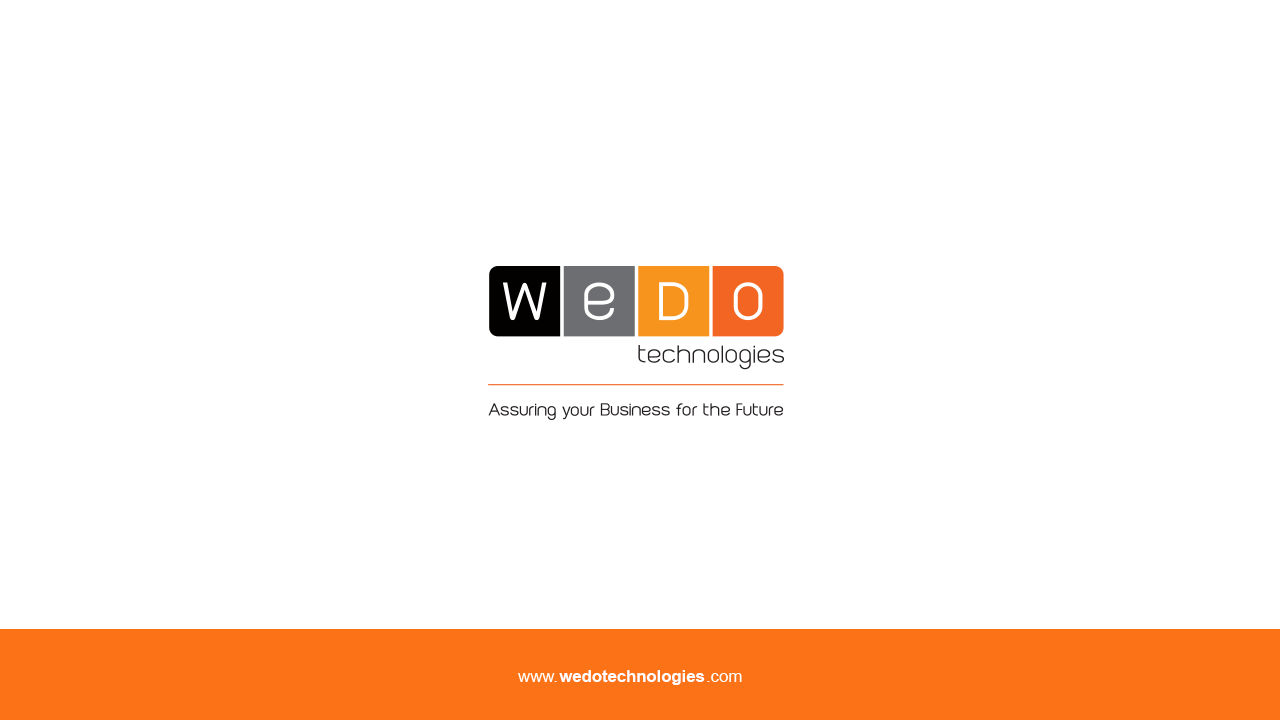 weDo
technologies
Assuring your Business for the Future
www.wedotechnologies.com